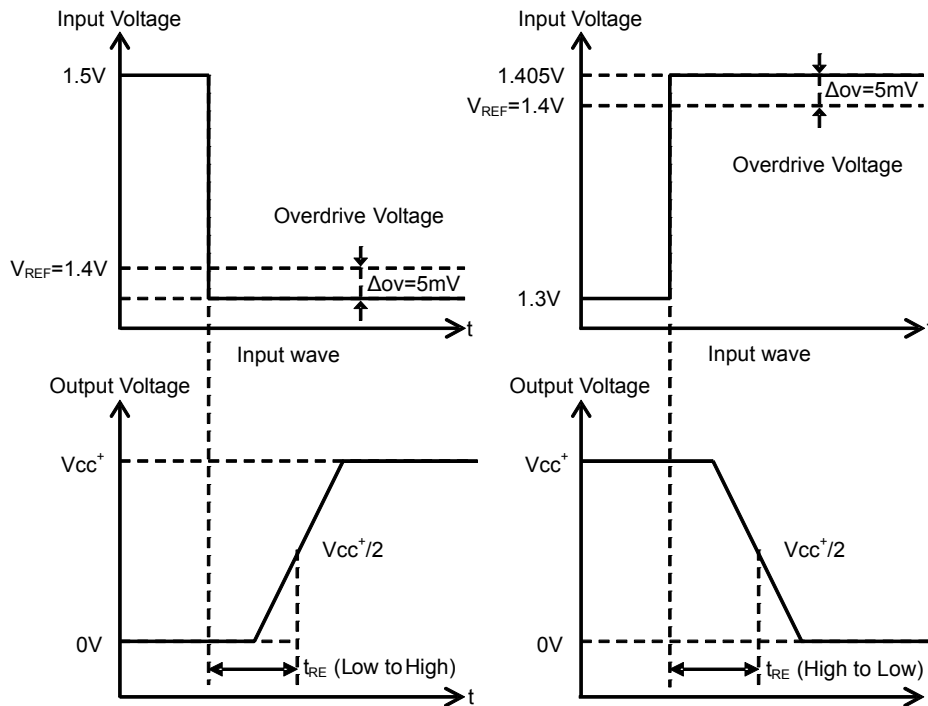 Input Voltage
1.5V
Overdrive Voltage
VREF=1.4V
Δov=5mV
t
Input wave
Output Voltage
Vcc+
Vcc+/2
0V
tRE (Low to High)
t
Input Voltage
1.405V
Δov=5mV
VREF=1.4V
Overdrive Voltage
1.3V
Input wave
Output Voltage
Vcc+
Vcc+/2
0V
tRE (High to Low)